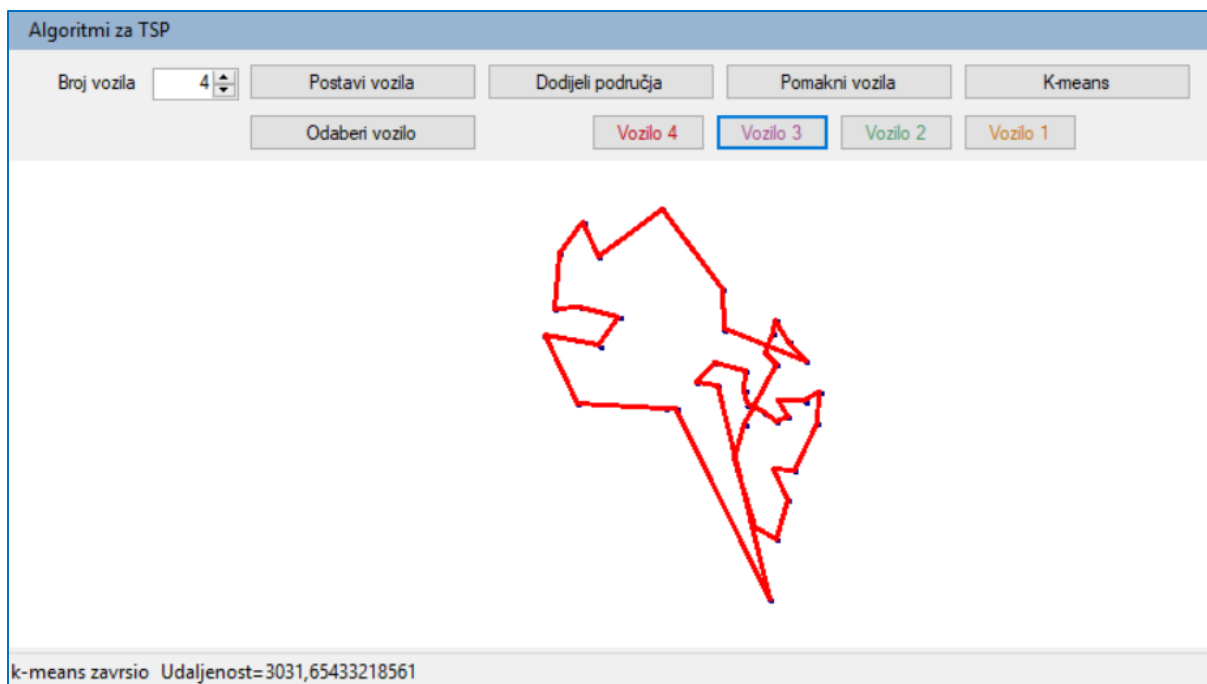 Algoritmi za TSP
Broj vozila 4 Postavi vozila Dodijeli područja Pomakni vozila K-means
Odaberi vozilo Vozilo 4 Vozilo 3 Vozilo 2 Vozilo 1
k-means zavrsio Udaljenost=3031,65433218561